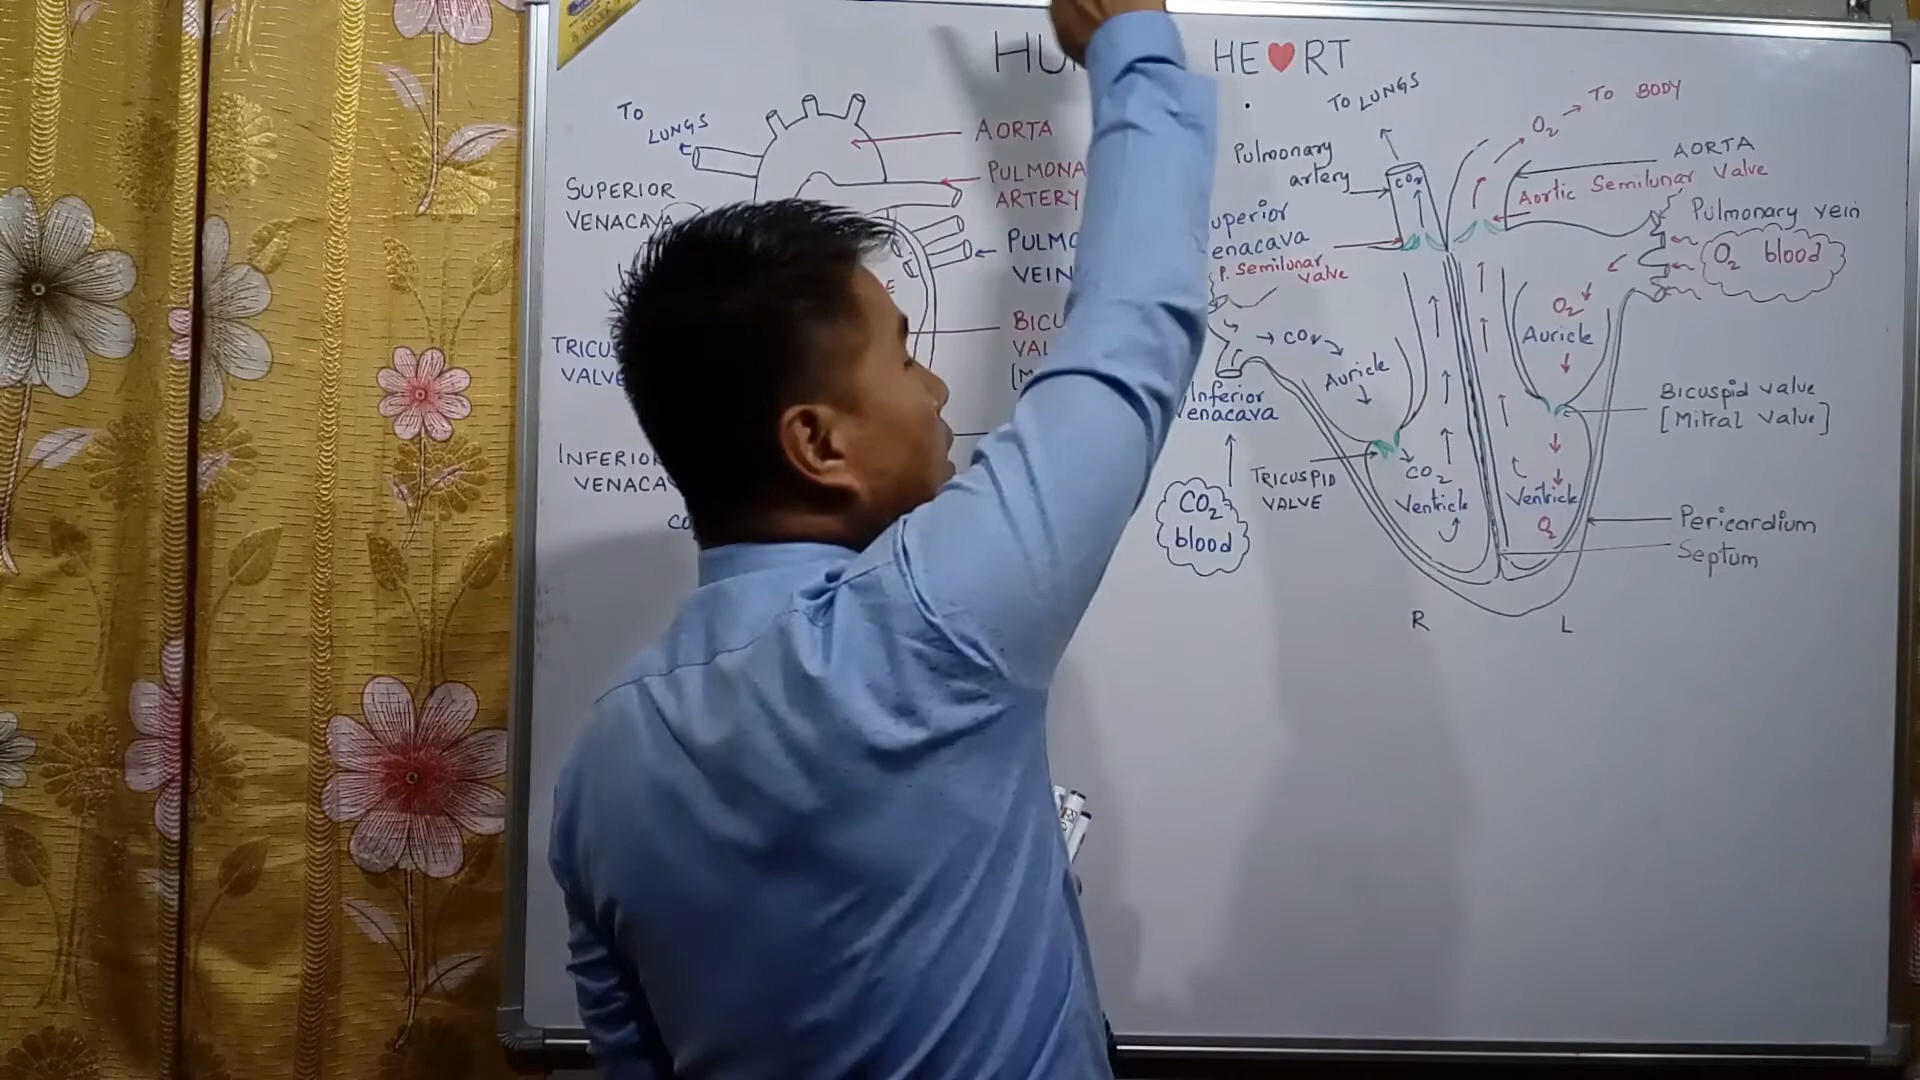 HE RT
TO
LUNGS
SUPERIOR
VENACAVA
AORTA
PULMONA
ARTERY
PULMO
VEIN
BICU
VAL
TRICUS
VALVE
INFERIOR
VENACA
CO
TO LUNGS
O₂ → TO BODY
Pulmonary
artery
CO₂
AORTA
Aortic Semilunar Valve
Pulmonary vein
O₂ blood
uperior
enacava
P. Semilunar
Valve
CO₂
Auricle
O₂
Auricle
Inferior
Venacava
Bicuspid valve
[Mitral Valve]
TRICUSPID
VALVE
CO₂
Ventricle
Ventricle
O₂
CO₂
blood
Pericardium
Septum
R
L